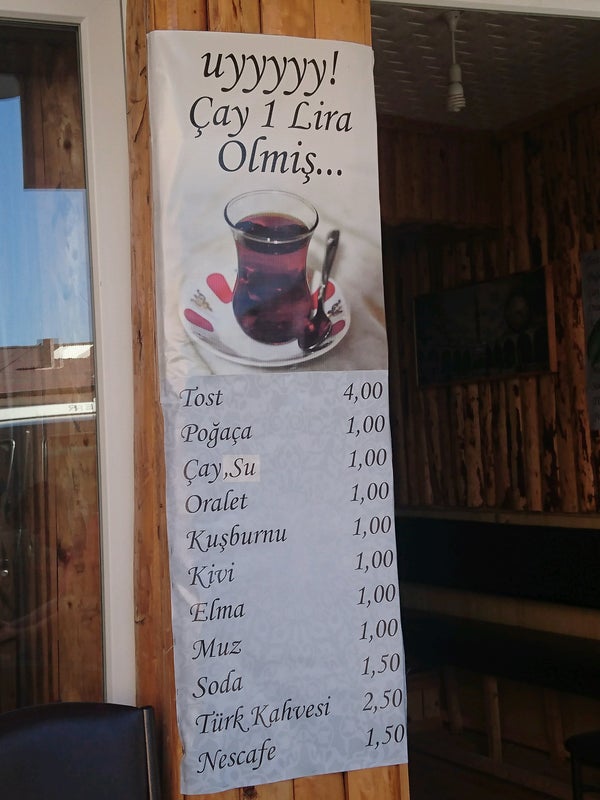 uyyyyy!
Çay 1 Lira
Olmiş...
Tost 4,00
Poğaça 1,00
Çay,Su 1,00
Oralet 1,00
Kuşburnu 1,00
Kivi 1,00
Elma 1,00
Muz 1,00
Soda 1,50
Türk Kahvesi 2,50
Nescafe 1,50